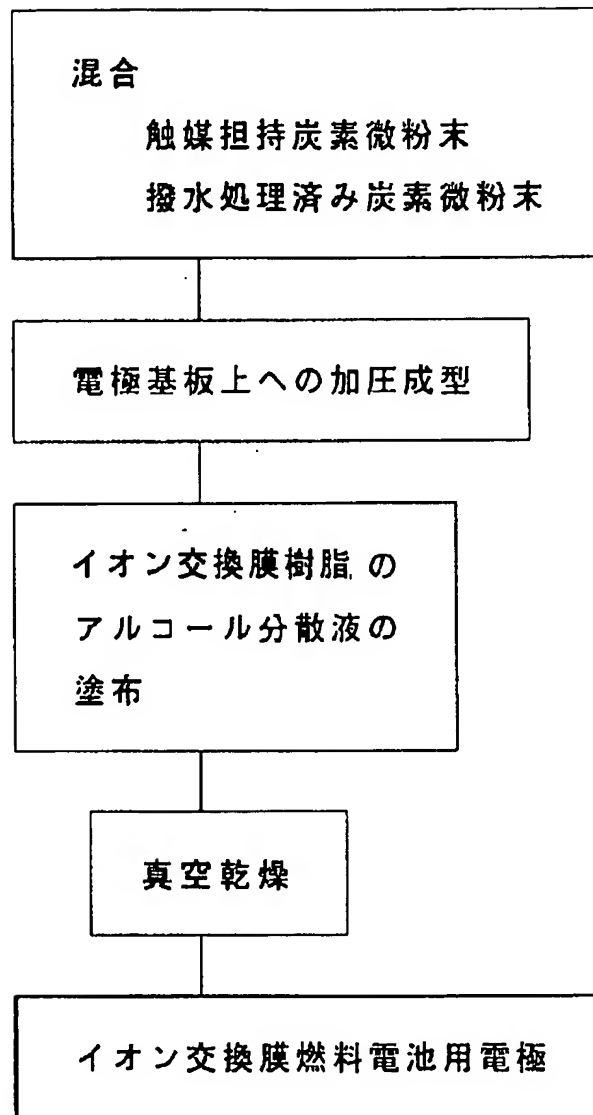 混合
触媒担持炭素微粉末
撥水処理済み炭素微粉末
電極基板上への加圧成型
イオン交換膜樹脂の
アルコール分散液の
塗布
真空乾燥
イオン交換膜燃料電池用電極